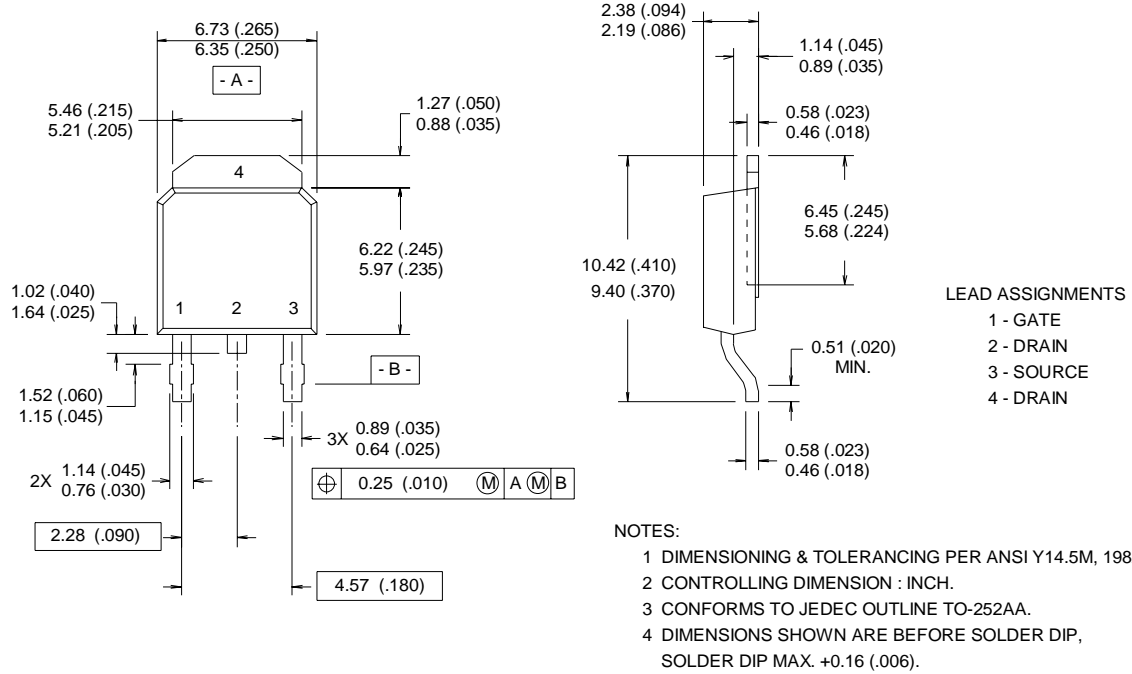 6.73 (.265)
6.35 (.250)
- A -
5.46 (.215)
5.21 (.205)
1.27 (.050)
0.88 (.035)
4
6.22 (.245)
5.97 (.235)
1.02 (.040)
1.64 (.025)
1 2 3
- B -
1.52 (.060)
1.15 (.045)
3X 0.89 (.035)
0.64 (.025)
2X 1.14 (.045)
0.76 (.030)
0.25 (.010) M A M B
2.28 (.090)
4.57 (.180)
2.38 (.094)
2.19 (.086)
1.14 (.045)
0.89 (.035)
0.58 (.023)
0.46 (.018)
6.45 (.245)
5.68 (.224)
10.42 (.410)
9.40 (.370)
0.51 (.020)
MIN.
0.58 (.023)
0.46 (.018)
LEAD ASSIGNMENTS
1 - GATE
2 - DRAIN
3 - SOURCE
4 - DRAIN
NOTES:
1 DIMENSIONING & TOLERANCING PER ANSI Y14.5M, 198
2 CONTROLLING DIMENSION : INCH.
3 CONFORMS TO JEDEC OUTLINE TO-252AA.
4 DIMENSIONS SHOWN ARE BEFORE SOLDER DIP,
SOLDER DIP MAX. +0.16 (.006).